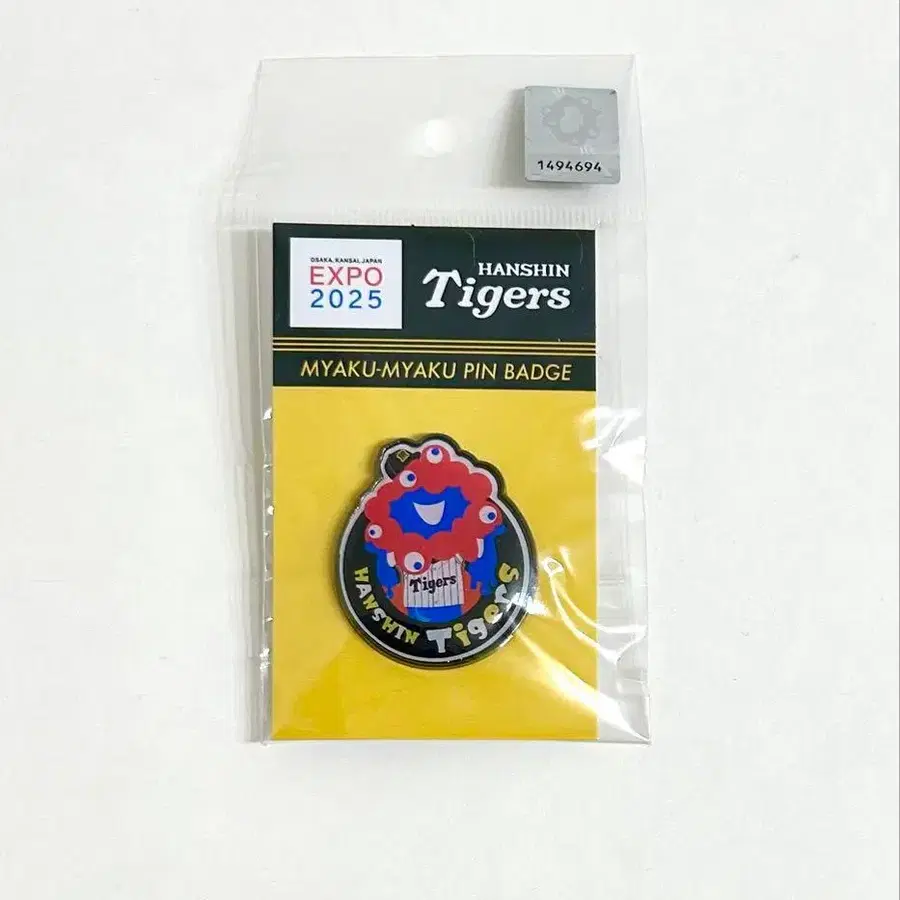 1494694
OSAKA, KANSAI, JAPAN
EXPO
2025
HANSHIN
Tigers
MYAKU-MYAKU PIN BADGE
Tigers
HANSHIN Tigers